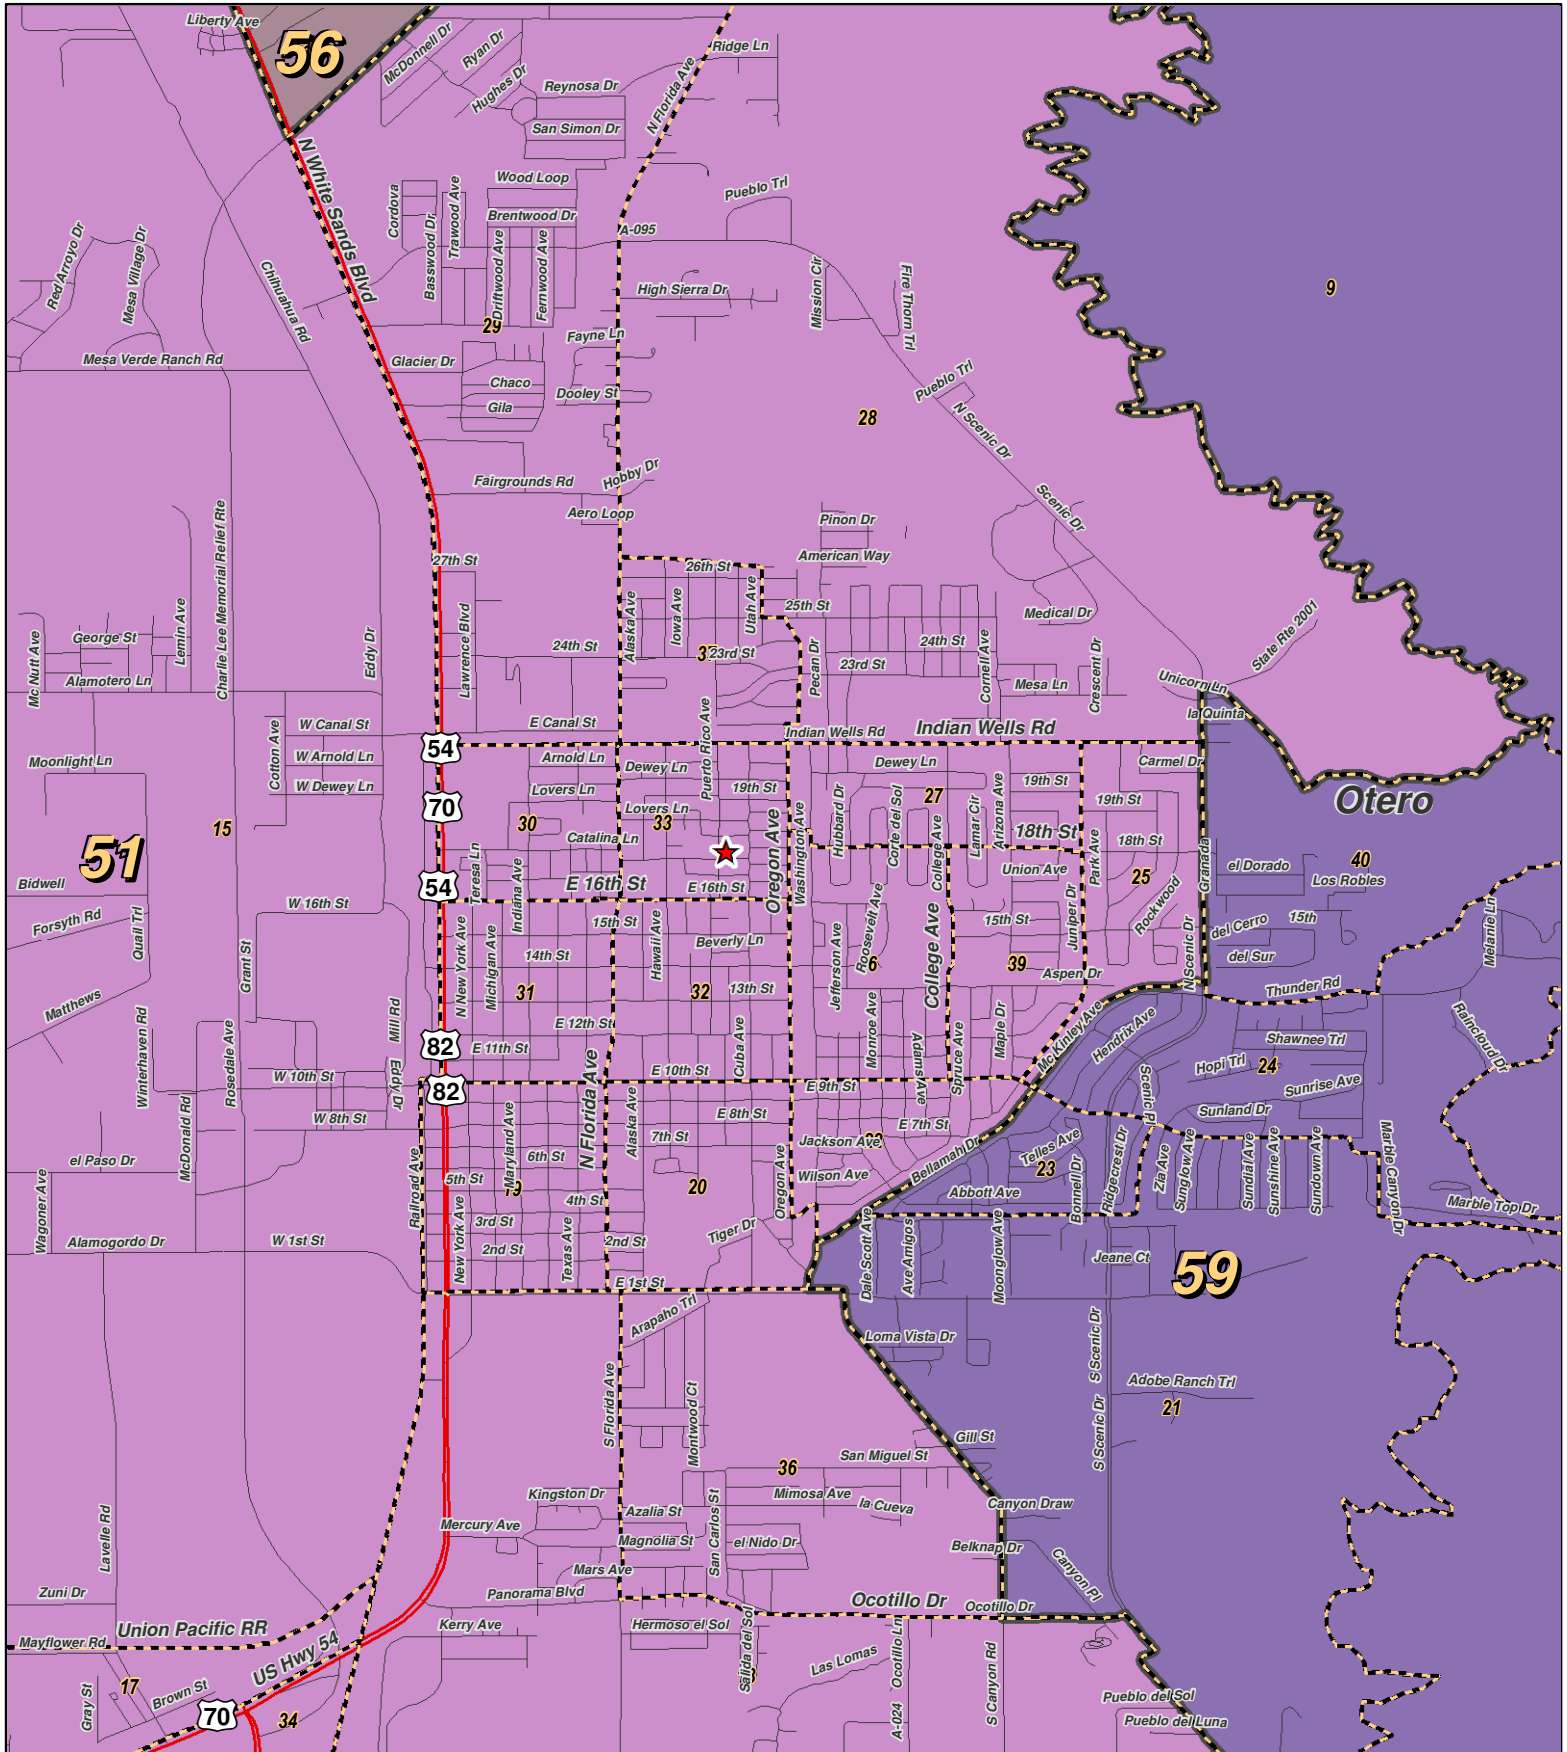 Liberty Ave
56
McDonnell Dr
Ryan Dr
Hughes Dr
Reynosa Dr
San Simon Dr
N Florida Ave
Ridge Ln
N White Sands Blvd
Wood Loop
Brentwood Dr
Cordova
Basswood Dr
Trawood Ave
Driftwood Ave
Fernwood Ave
A-095
Pueblo Trl
Red Arroyo Dr
Mesa Village Dr
Chihuahua Rd
High Sierra Dr
Mission Cir
Fire Thorn Trl
9
29
Fayne Ln
Mesa Verde Ranch Rd
Glacier Dr
Chaco
Dooley St
Gila
Pueblo Trl
28
N Scenic Dr
Fairgrounds Rd
Hobby Dr
Aero Loop
Scenic Dr
Pinon Dr
American Way
27th St
26th St
Charlie Lee Memorial Relief Rte
Alaska Ave
Iowa Ave
Utah Ave
25th St
Medical Dr
State Rte 2001
Mc Nutt Ave
George St
Lemin Ave
Eddy Dr
Lawrence Blvd
24th St
23rd St
Pecan Dr
24th St
23rd St
Cornell Ave
Crescent Dr
Alamotero Ln
Mesa Ln
Unicorn Ln
la Quinta
W Canal St
E Canal St
Puerto Rico Ave
Indian Wells Rd
Indian Wells Rd
Cotton Ave
W Arnold Ln
54
Arnold Ln
Dewey Ln
Dewey Ln
Carmel Dr
Moonlight Ln
W Dewey Ln
Lovers Ln
19th St
19th St
19th St
Otero
70
Lovers Ln
27
51
15
30
33
Catalina Ln
Oregon Ave
Washington Ave
Hubbard Dr
Corte del Sol
College Ave
Lamar Cir
Arizona Ave
18th St
Park Ave
18th St
Granada
el Dorado
40
Los Robles
Union Ave
25
Rockwood
Bidwell
54
Teresa Ln
Indiana Ave
E 16th St
E 16th St
W 16th St
Forsyth Rd
Quail Trl
15th St
Hawaii Ave
Beverly Ln
Roosevelt Ave
15th St
Juniper Dr
15th
del Cerro
del Sur
Melanie Ln
Grant St
N New York Ave
Michigan Ave
14th St
Jefferson Ave
6
College Ave
39
Aspen Dr
N Scenic Dr
Matthews
31
32
13th St
Thunder Rd
Winterhaven Rd
Rosedale Ave
Mill Rd
E 12th St
Cuba Ave
Monroe Ave
Adams Ave
Spruce Ave
Maple Dr
Mc Kinley Ave
Hendrix Ave
Shawnee Trl
Raincloud Dr
82
E 11th St
Hopi Trl
24
W 10th St
Eddy Dr
82
E 10th St
E 9th St
Scenic Pl
Sunrise Ave
McDonald Rd
W 8th St
Maryland Ave
N Florida Ave
Alaska Ave
E 8th St
E 7th St
Sunland Dr
7th St
Jackson Ave
Bellamah Dr
Telles Ave
23
Ridgecrest Dr
el Paso Dr
6th St
Oregon Ave
Wilson Ave
Zia Ave
Sunglow Ave
Sundial Ave
Sunshine Ave
Sundown Ave
Marble Canyon Dr
Wagoner Ave
Railroad Ave
5th St
19
20
Abbott Ave
Bonnell Dr
4th St
Marble Top Dr
New York Ave
3rd St
Texas Ave
Tiger Dr
Alamogordo Dr
W 1st St
2nd St
2nd St
Dale Scott Ave
Ave Amigos
Moonglow Ave
Jeane Ct
59
E 1st St
Arapaho Trl
Loma Vista Dr
S Scenic Dr
S Florida Ave
Montwood Ct
Adobe Ranch Trl
S Scenic Dr
21
Gill St
San Miguel St
36
Kingston Dr
Mimosa Ave
la Cueva
Canyon Draw
Azalia St
San Carlos St
Mercury Ave
Lavelle Rd
Magnolia St
el Nido Dr
Belknap Dr
Canyon Pl
Mars Ave
Zuni Dr
Panorama Blvd
Ocotillo Dr
Ocotillo Dr
Union Pacific RR
Kerry Ave
Hermoso el Sol
Mayflower Rd
US Hwy 54
Salida del Sol
Las Lomas
Ocotillo Ln
S Canyon Rd
17
Brown St
Gray St
70
34
A-024
Pueblo del Sol
Pueblo del Luna